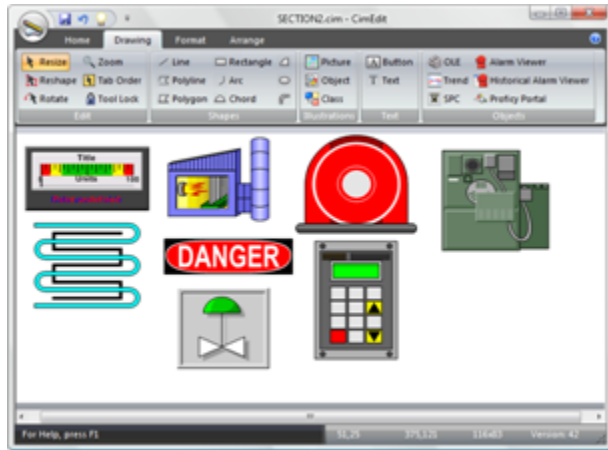 SECTION2.cim - CimEdit
Home Drawing Format Arrange
Resize Zoom Line Rectangle Picture Button OLE Alarm Viewer
Reshape Tab Order Polyline Arc Object Text Trend Historical Alarm Viewer
Rotate Tool Lock Polygon Chord Class SPC Proficy Portal
Edit Shapes Illustrations Text Objects
Title
Units 100
DANGER
For Help, press F1 Version: 42